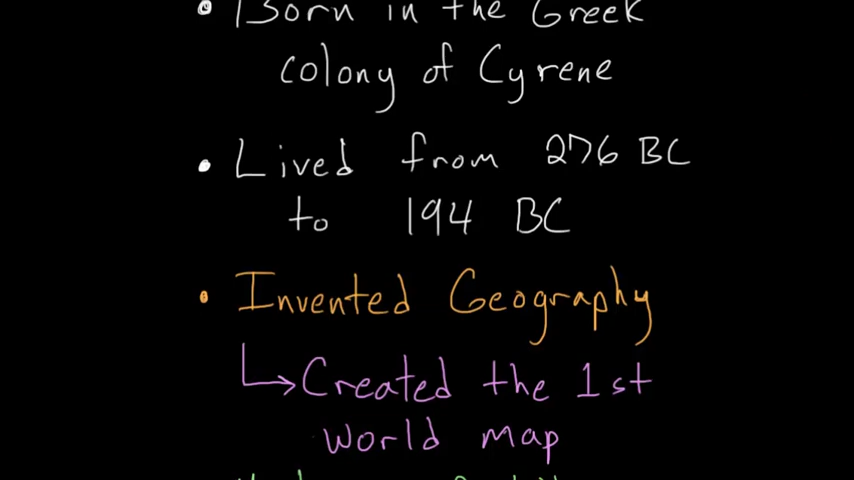 • Born in the Greek
colony of Cyrene
• Lived from 276 BC
to 194 BC
• Invented Geography
↳ Created the 1st
world map